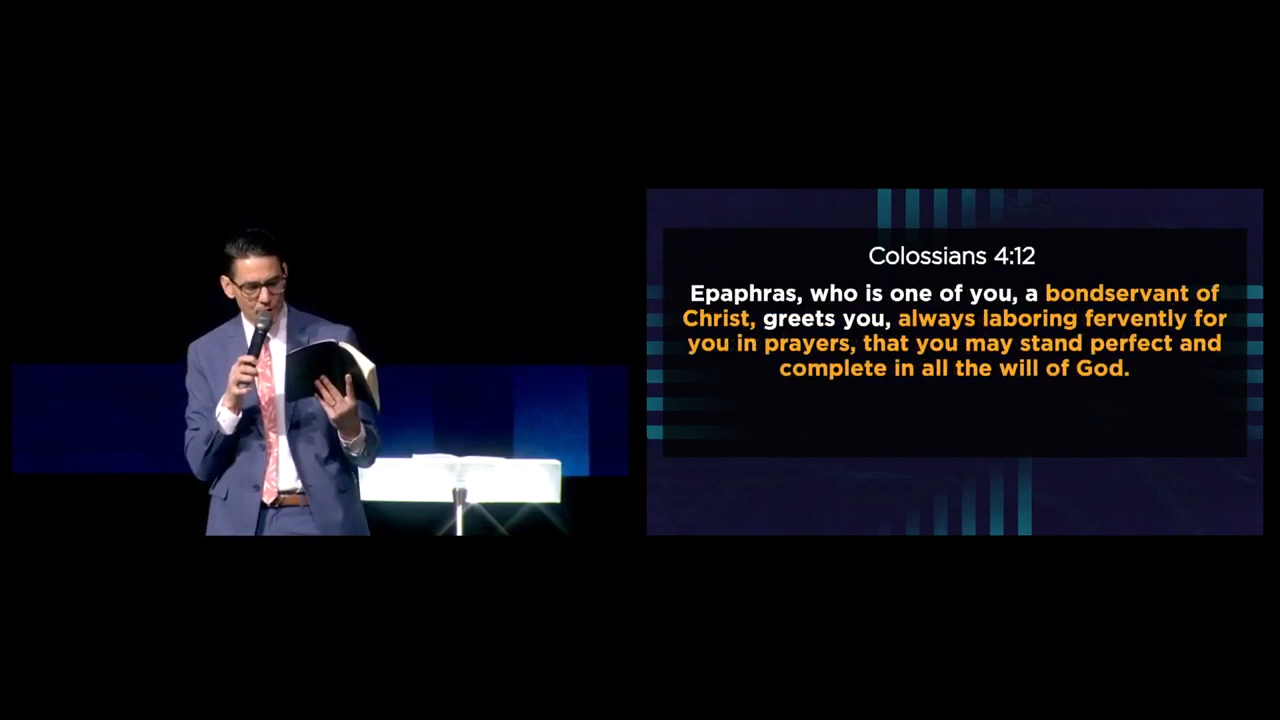 Colossians 4:12
Epaphras, who is one of you, a bondservant of
Christ, greets you, always laboring fervently for
you in prayers, that you may stand perfect and
complete in all the will of God.